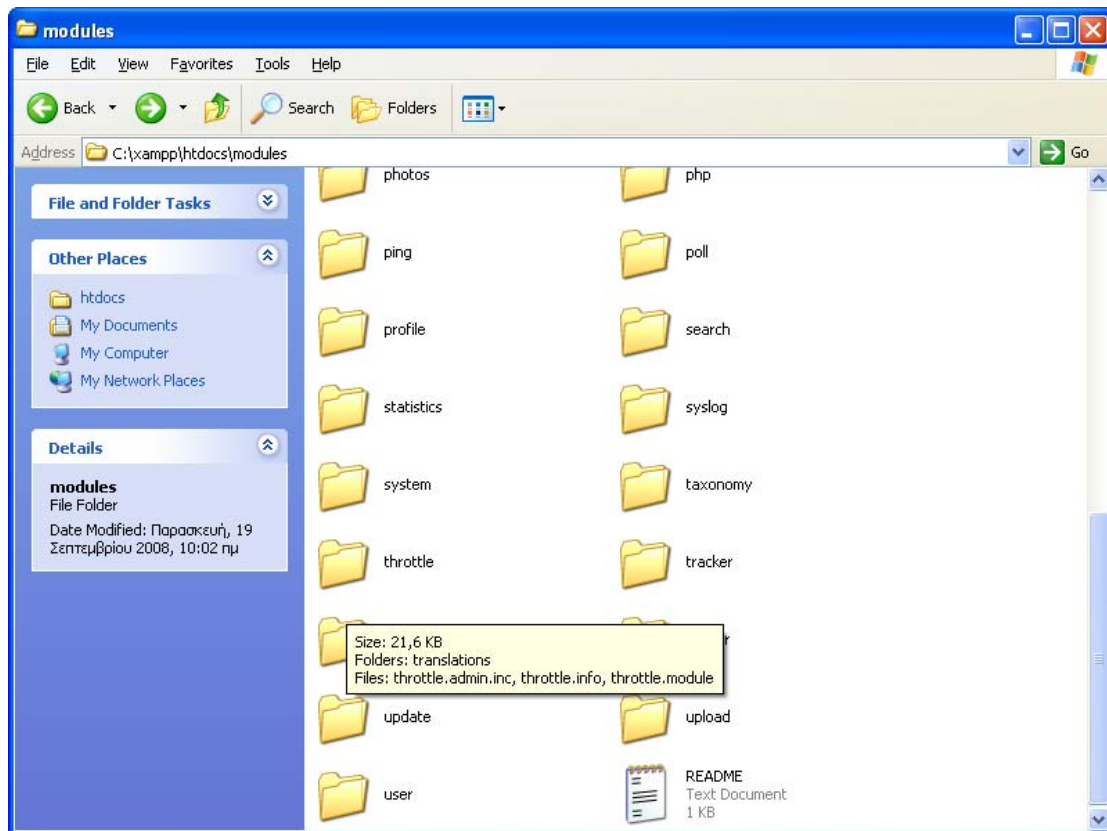 modules
File Edit View Favorites Tools Help
Back Search Folders
Address C:\xampp\htdocs\modules Go
File and Folder Tasks
Other Places
htdocs
My Documents
My Computer
My Network Places
Details
modules
File Folder
Date Modified: Παρασκευή, 19
Σεπτεμβρίου 2008, 10:02 πμ
photos php
ping poll
profile search
statistics syslog
system taxonomy
throttle tracker
Size: 21,6 KB
Folders: translations
Files: throttle.admin.inc, throttle.info, throttle.module
update upload
user
README
Text Document
1 KB